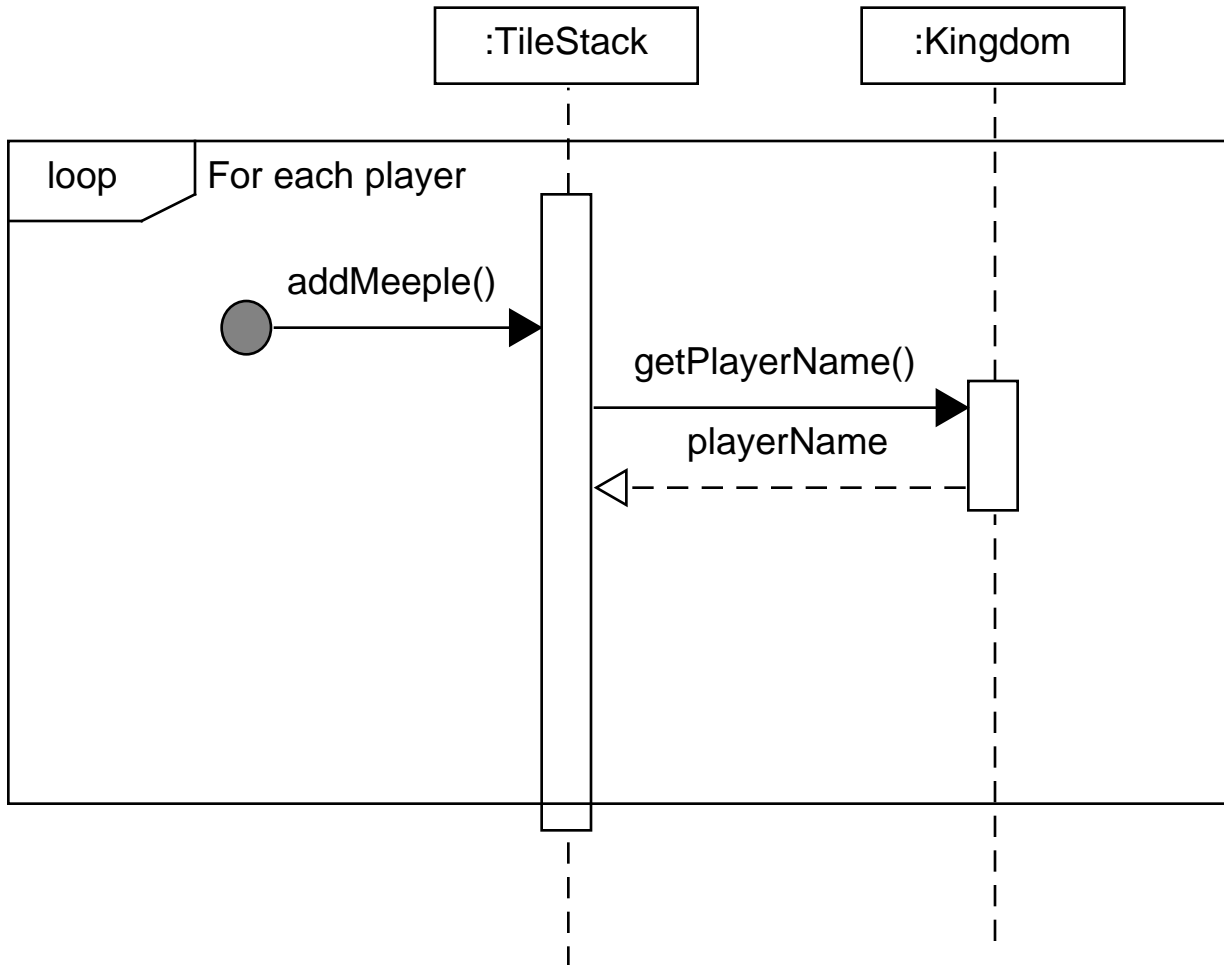 :TileStack
:Kingdom
loop
For each player
addMeeple()
getPlayerName()
playerName